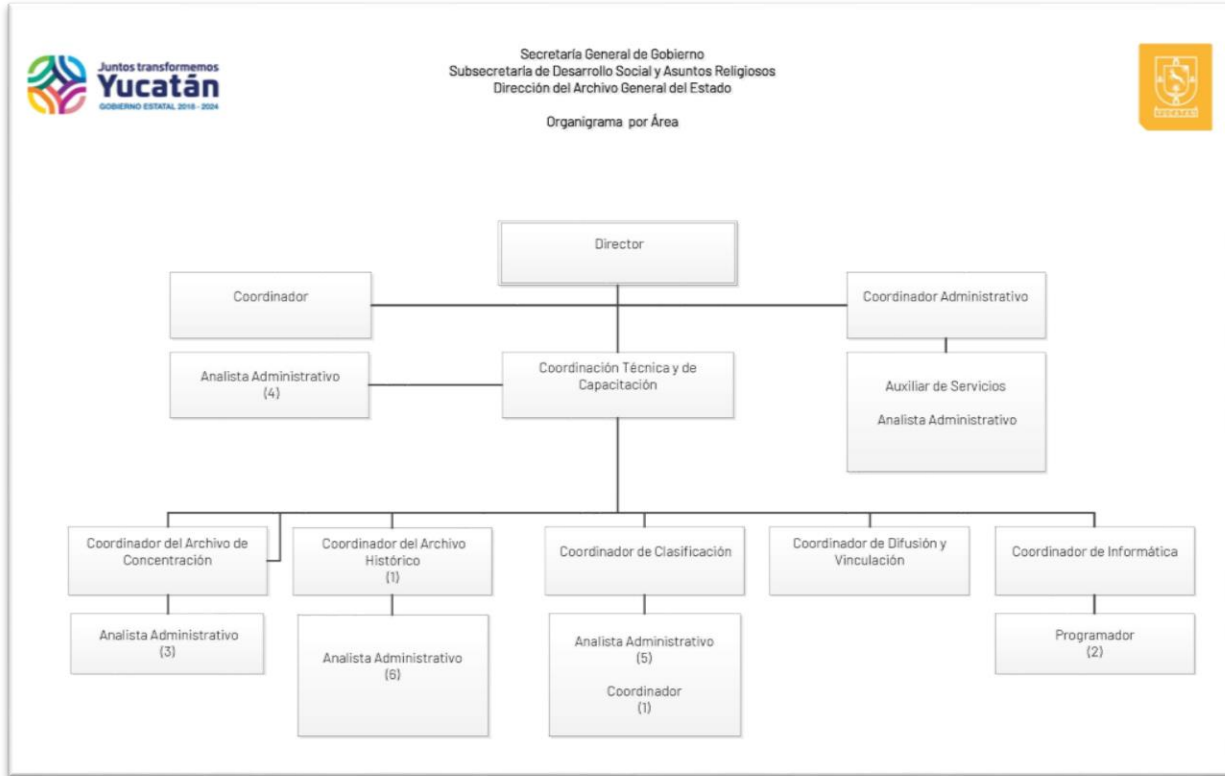 Juntos transformemos
Yucatán
GOBIERNO ESTATAL 2018 - 2024
Secretaría General de Gobierno
Subsecretaría de Desarrollo Social y Asuntos Religiosos
Dirección del Archivo General del Estado
Organigrama por Área
YUCATÁN
Director
Coordinador
Coordinador Administrativo
Analista Administrativo
(4)
Coordinación Técnica y de
Capacitación
Auxiliar de Servicios
Analista Administrativo
Coordinador del Archivo de
Concentración
Coordinador del Archivo
Histórico
(1)
Coordinador de Clasificación
Coordinador de Difusión y
Vinculación
Coordinador de Informática
Analista Administrativo
(3)
Analista Administrativo
(6)
Analista Administrativo
(5)
Coordinador
(1)
Programador
(2)